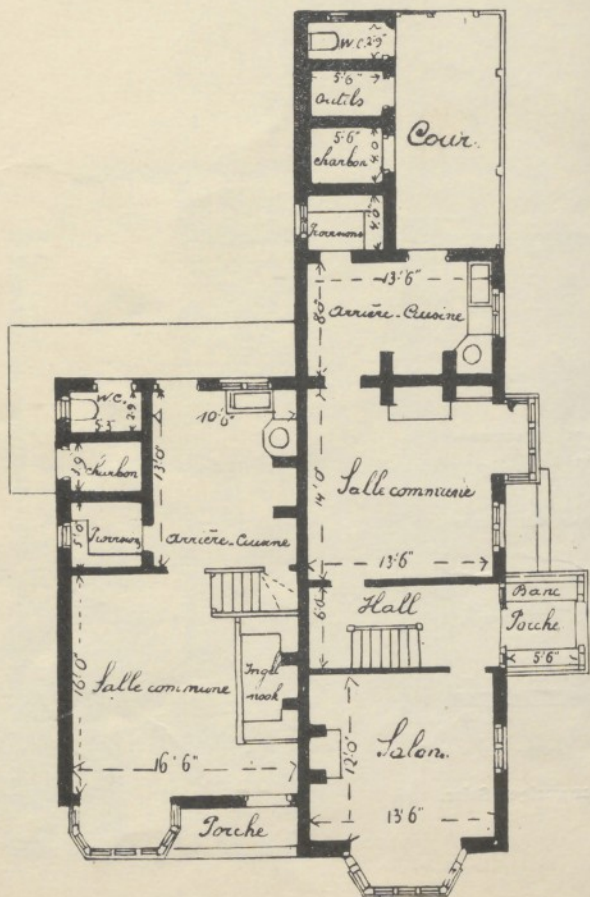 W.C. 2'9"
5'6"
Outils
5'6"
Charbon
4'0"
Cour.
4'0"
13'6"
Arrière-Cuisine
8'0"
W.C.
2'9"
5'3"
10'6"
Charbon
13'0"
5'0"
Arrière-Cuisine
14'0"
Salle commune
13'6"
Hall
6'0"
Banc
Porche
5'6"
Salle commune
16'0"
Ingle
nook
16'6"
Porche
Salon.
12'0"
13'6"